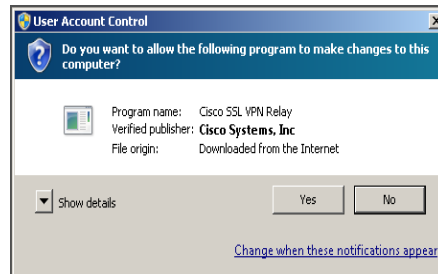 User Account Control
Do you want to allow the following program to make changes to this
computer?
Program name: Cisco SSL VPN Relay
Verified publisher: Cisco Systems, Inc
File origin: Downloaded from the Internet
Show details
Yes
No
Change when these notifications appear